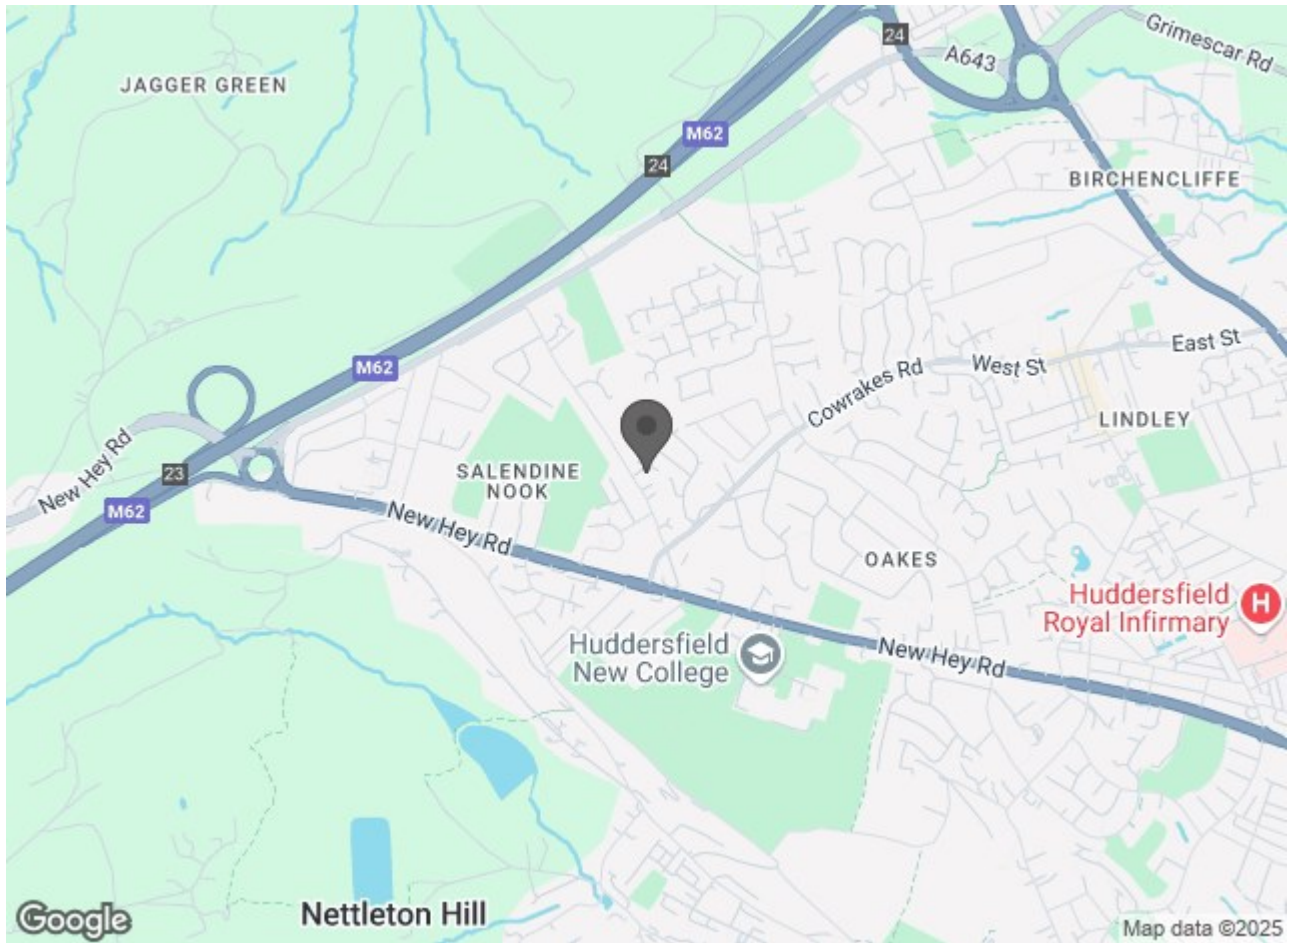 24
Grimescar Rd
A643
JAGGER GREEN
M62
24
BIRCHENCLIFFE
East St
M62
West St
Cowrakes Rd
LINDLEY
New Hey Rd
23
SALENDINE
NOOK
M62
New Hey Rd
OAKES
Huddersfield
Royal Infirmary
H
Huddersfield
New College
New Hey Rd
Nettleton Hill
Google
Map data ©2025